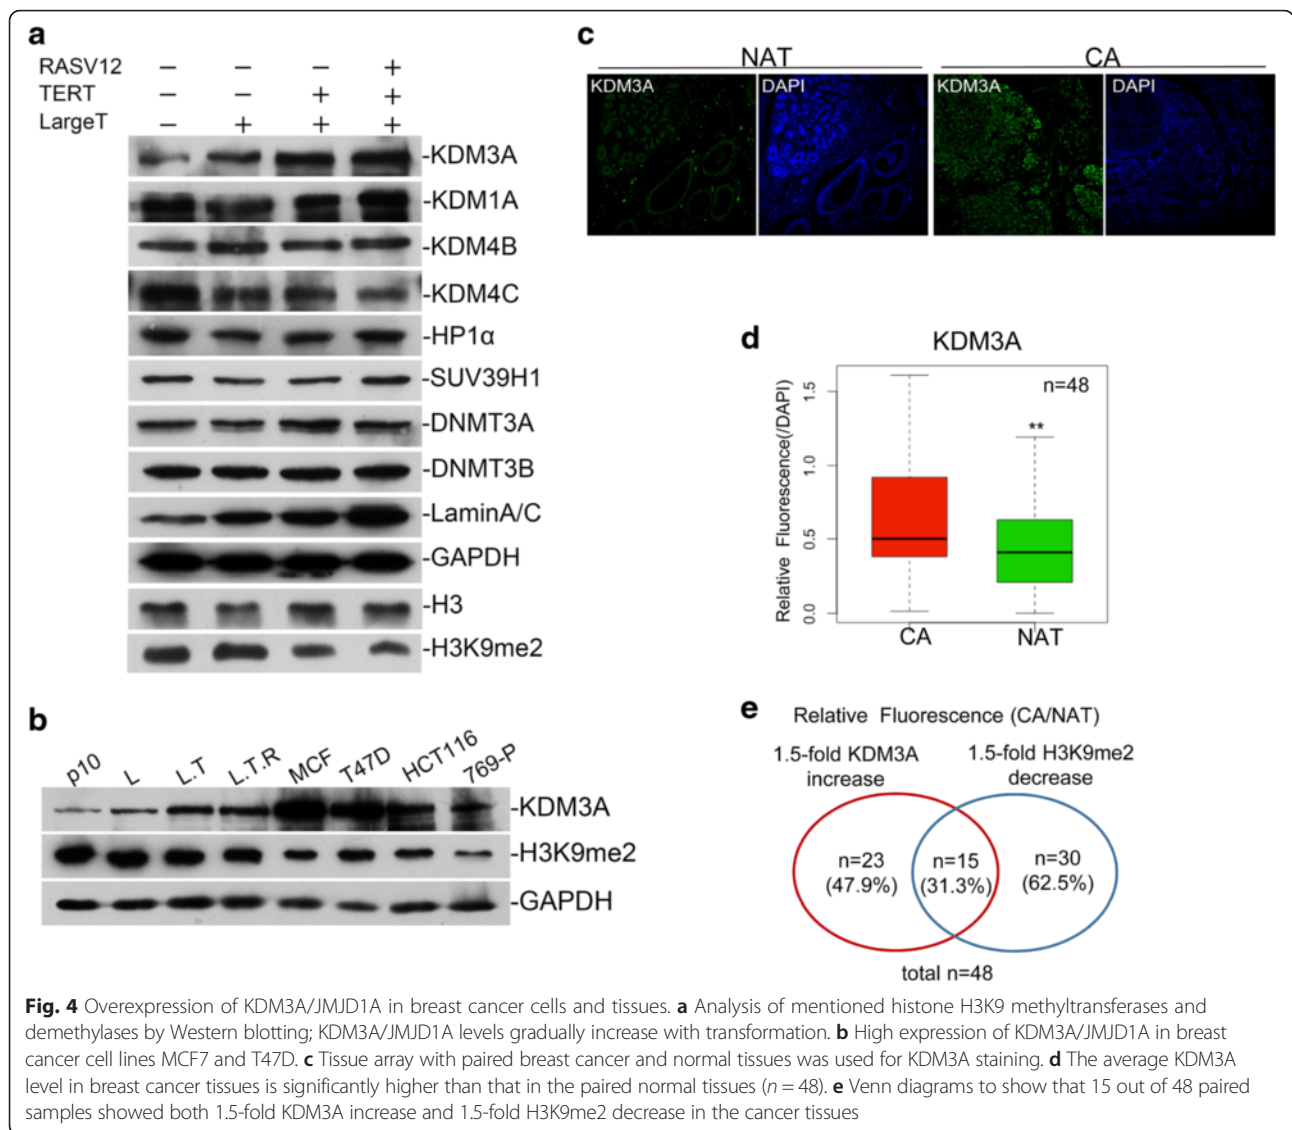 a
RASV12 – – – +
TERT – – + +
LargeT – + + +
-KDM3A
-KDM1A
-KDM4B
-KDM4C
-HP1α
-SUV39H1
-DNMT3A
-DNMT3B
-LaminA/C
-GAPDH
-H3
-H3K9me2
b
p10 L L.T L.T.R MCF T47D HCT116 769-P
-KDM3A
-H3K9me2
-GAPDH
c
NAT CA
KDM3A DAPI KDM3A DAPI
d
KDM3A
n=48
**
Relative Fluorescence(/DAPI)
1.5
1.0
0.5
0.0
CA NAT
e
Relative Fluorescence (CA/NAT)
1.5-fold KDM3A 1.5-fold H3K9me2
increase decrease
n=23 n=15 n=30
(47.9%) (31.3%) (62.5%)
total n=48
Fig. 4 Overexpression of KDM3A/JMJD1A in breast cancer cells and tissues. a Analysis of mentioned histone H3K9 methyltransferases and
demethylases by Western blotting; KDM3A/JMJD1A levels gradually increase with transformation. b High expression of KDM3A/JMJD1A in breast
cancer cell lines MCF7 and T47D. c Tissue array with paired breast cancer and normal tissues was used for KDM3A staining. d The average KDM3A
level in breast cancer tissues is significantly higher than that in the paired normal tissues (n = 48). e Venn diagrams to show that 15 out of 48 paired
samples showed both 1.5-fold KDM3A increase and 1.5-fold H3K9me2 decrease in the cancer tissues